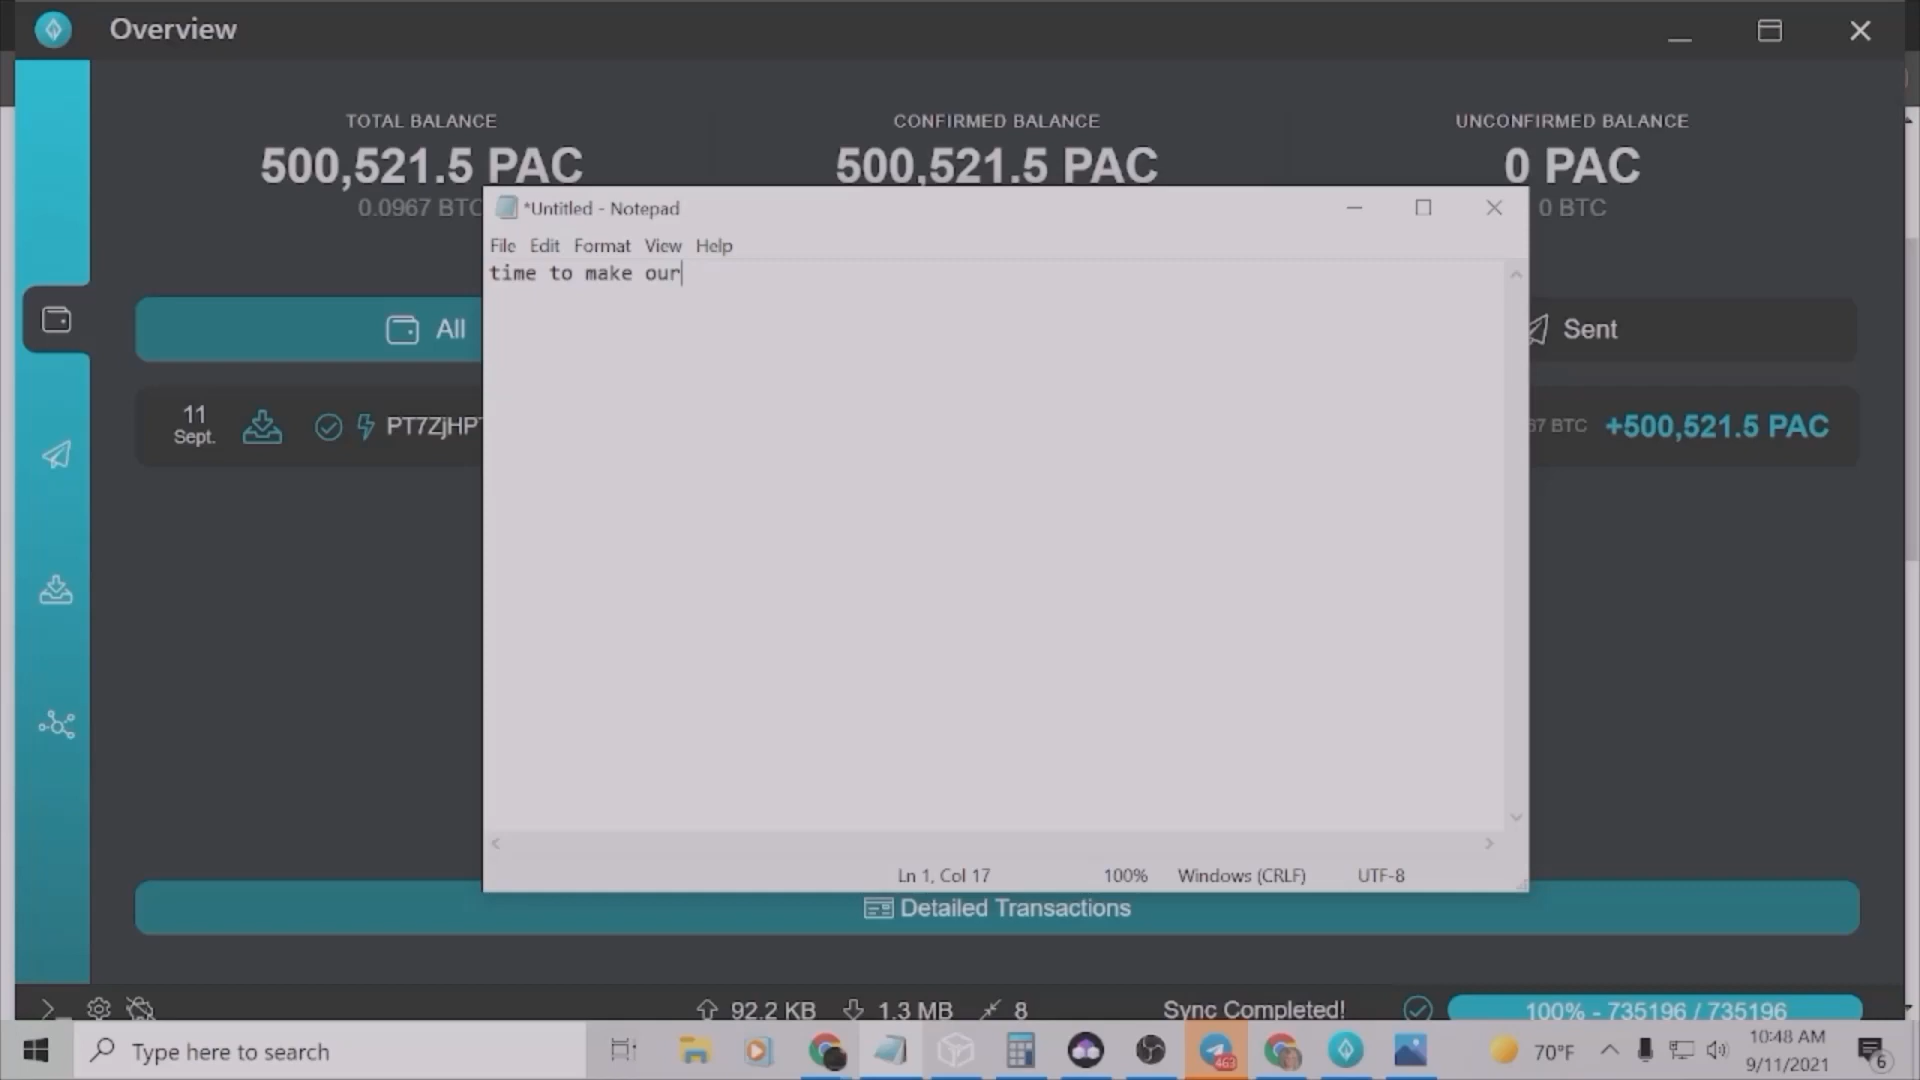 Overview
TOTAL BALANCE
500,521.5 PAC
0.0967 BTC
CONFIRMED BALANCE
500,521.5 PAC
UNCONFIRMED BALANCE
0 PAC
0 BTC
*Untitled - Notepad
File Edit Format View Help
time to make our
All
Sent
11
Sept.
PT7ZjHP
BTC
+500,521.5 PAC
Ln 1, Col 17
100%
Windows (CRLF)
UTF-8
Detailed Transactions
92.2 KB
1.3 MB
8
Sync Completed!
100% - 735196 / 735196
Type here to search
463
70°F
10:48 AM
9/11/2021
6